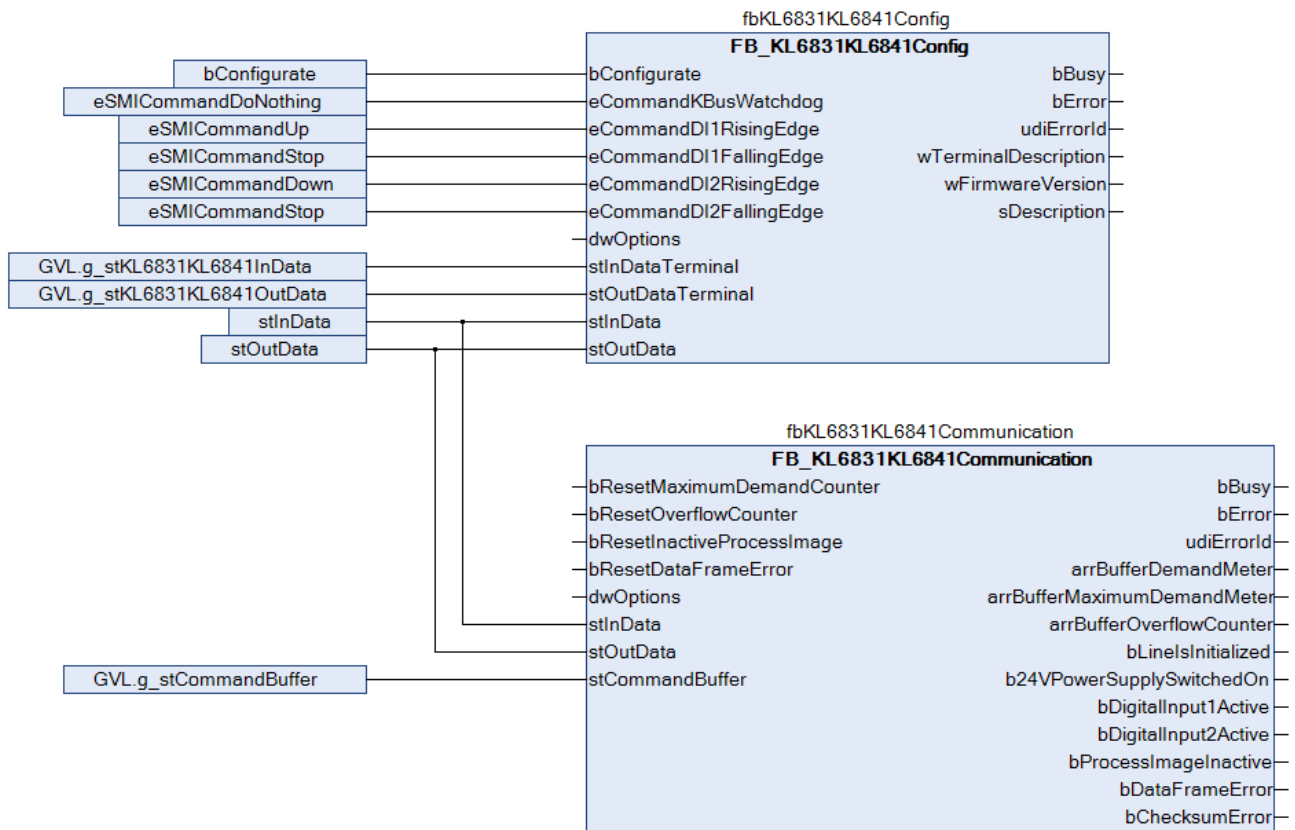 fbKL6831KL6841Config
FB_KL6831KL6841Config
bConfigurate bConfigurate bBusy
eSMICommandDoNothing eCommandKBusWatchdog bError
eSMICommandUp eCommandDI1RisingEdge udiErrorId
eSMICommandStop eCommandDI1FallingEdge wTerminalDescription
eSMICommandDown eCommandDI2RisingEdge wFirmwareVersion
eSMICommandStop eCommandDI2FallingEdge sDescription
dwOptions
GVL.g_stKL6831KL6841InData stInDataTerminal
GVL.g_stKL6831KL6841OutData stOutDataTerminal
stInData stInData
stOutData stOutData
fbKL6831KL6841Communication
FB_KL6831KL6841Communication
bResetMaximumDemandCounter bBusy
bResetOverflowCounter bError
bResetInactiveProcessImage udiErrorId
bResetDataFrameError arrBufferDemandMeter
dwOptions arrBufferMaximumDemandMeter
stInData arrBufferOverflowCounter
stOutData bLineIsInitialized
GVL.g_stCommandBuffer stCommandBuffer b24VPowerSupplySwitchedOn
bDigitalInput1Active
bDigitalInput2Active
bProcessImageInactive
bDataFrameError
bChecksumError